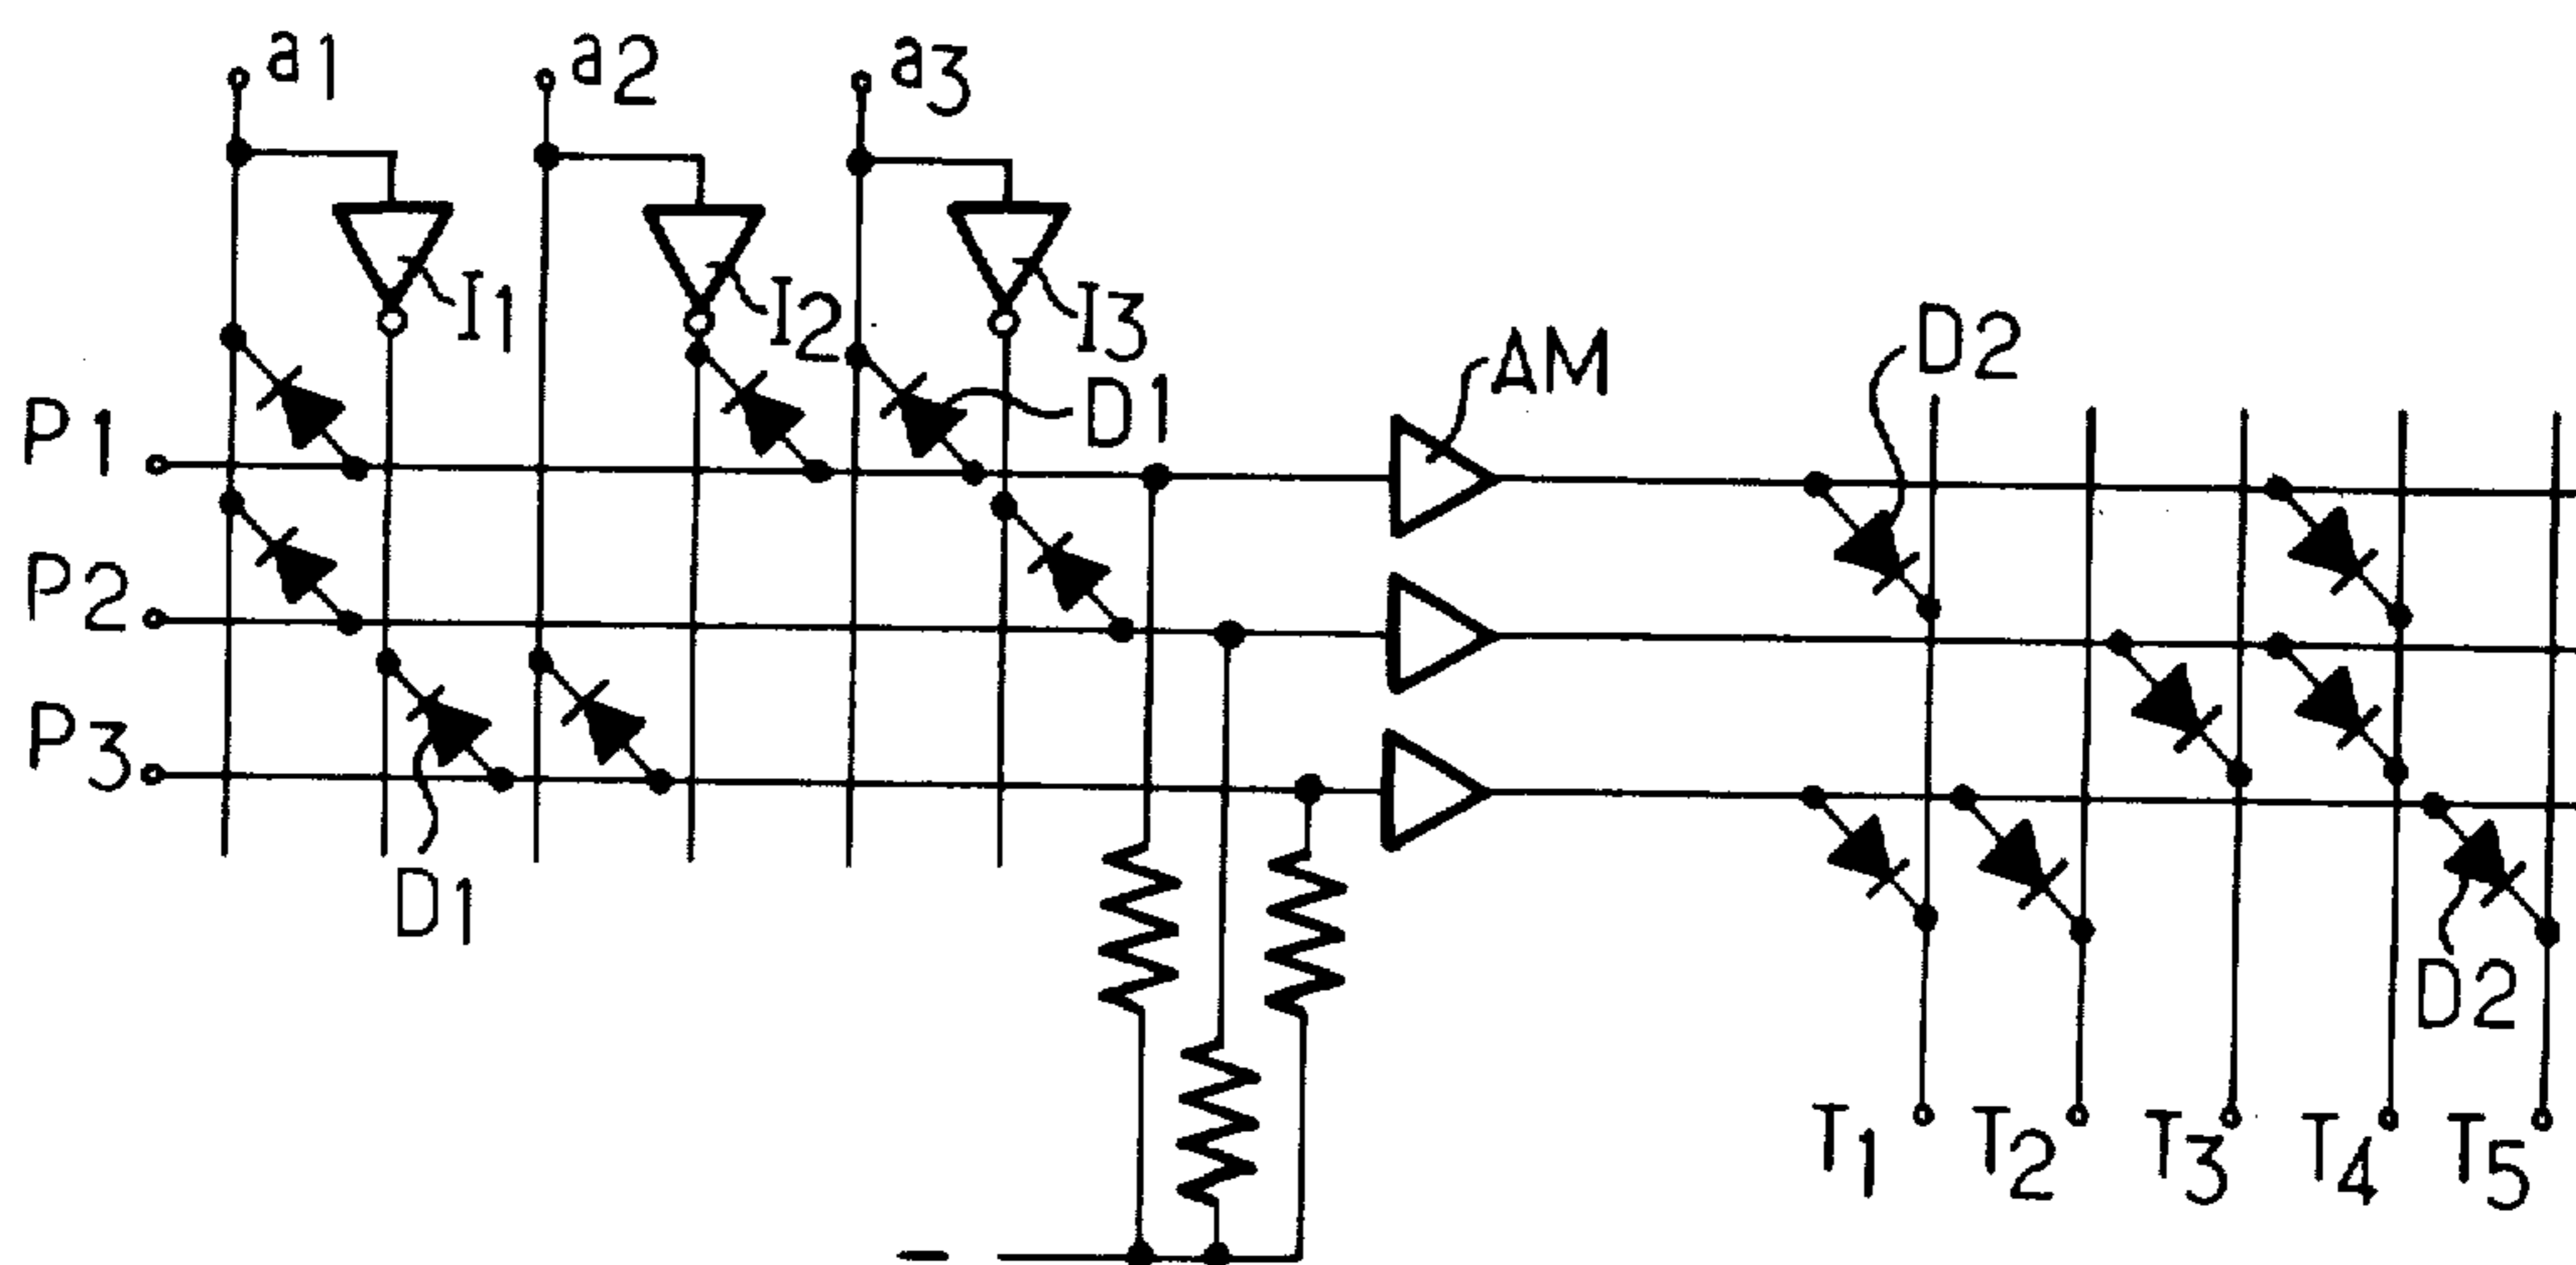 a1 a2 a3
I1 I2 I3
AM D2
P1 D1
P2
P3
D1
D2
T1 T2 T3 T4 T5
−